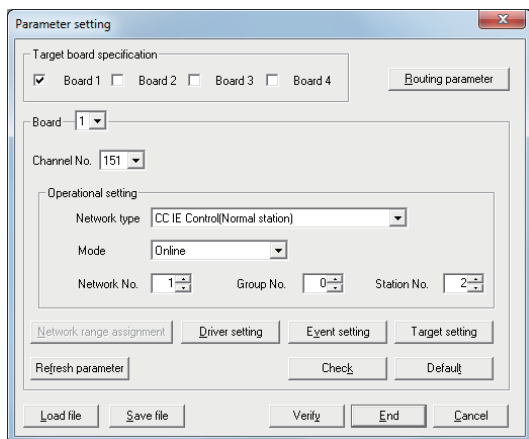 Parameter setting
Target board specification
Board 1 Board 2 Board 3 Board 4
Routing parameter
Board 1
Channel No. 151
Operational setting
Network type CC IE Control(Normal station)
Mode Online
Network No. 1 Group No. 0 Station No. 2
Network range assignment Driver setting Event setting Target setting
Refresh parameter Check Default
Load file Save file Verify End Cancel